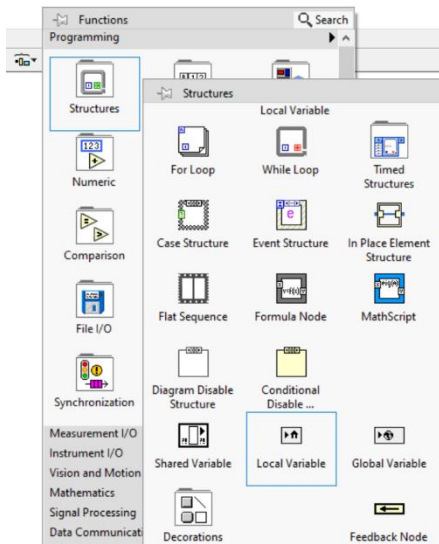 Functions
Search
Programming
Structures
Numeric
123
Comparison
File I/O
Synchronization
Measurement I/O
Instrument I/O
Vision and Motion
Mathematics
Signal Processing
Data Communicati
Structures
Local Variable
For Loop
While Loop
Timed
Structures
Case Structure
Event Structure
In Place Element
Structure
Flat Sequence
Formula Node
MathScript
Diagram Disable
Structure
Conditional
Disable ...
Shared Variable
Local Variable
Global Variable
Decorations
Feedback Node